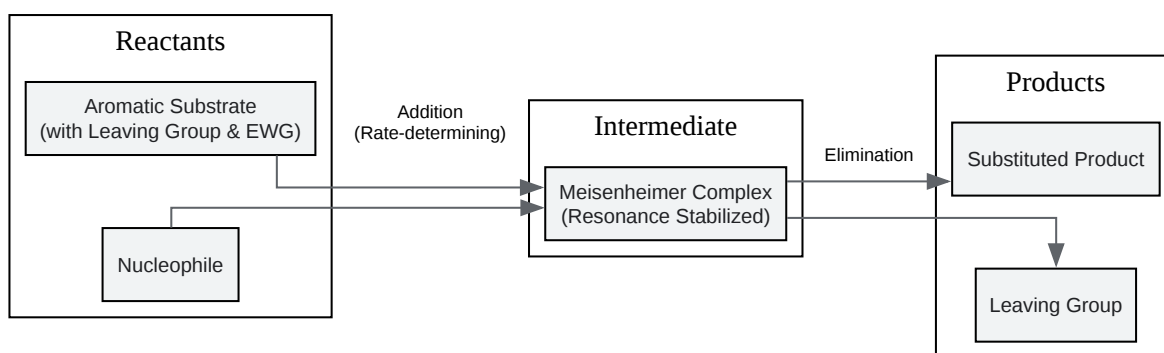 Reactants
Aromatic Substrate
(with Leaving Group & EWG)
Nucleophile
Addition
(Rate-determining)
Intermediate
Meisenheimer Complex
(Resonance Stabilized)
Elimination
Products
Substituted Product
Leaving Group